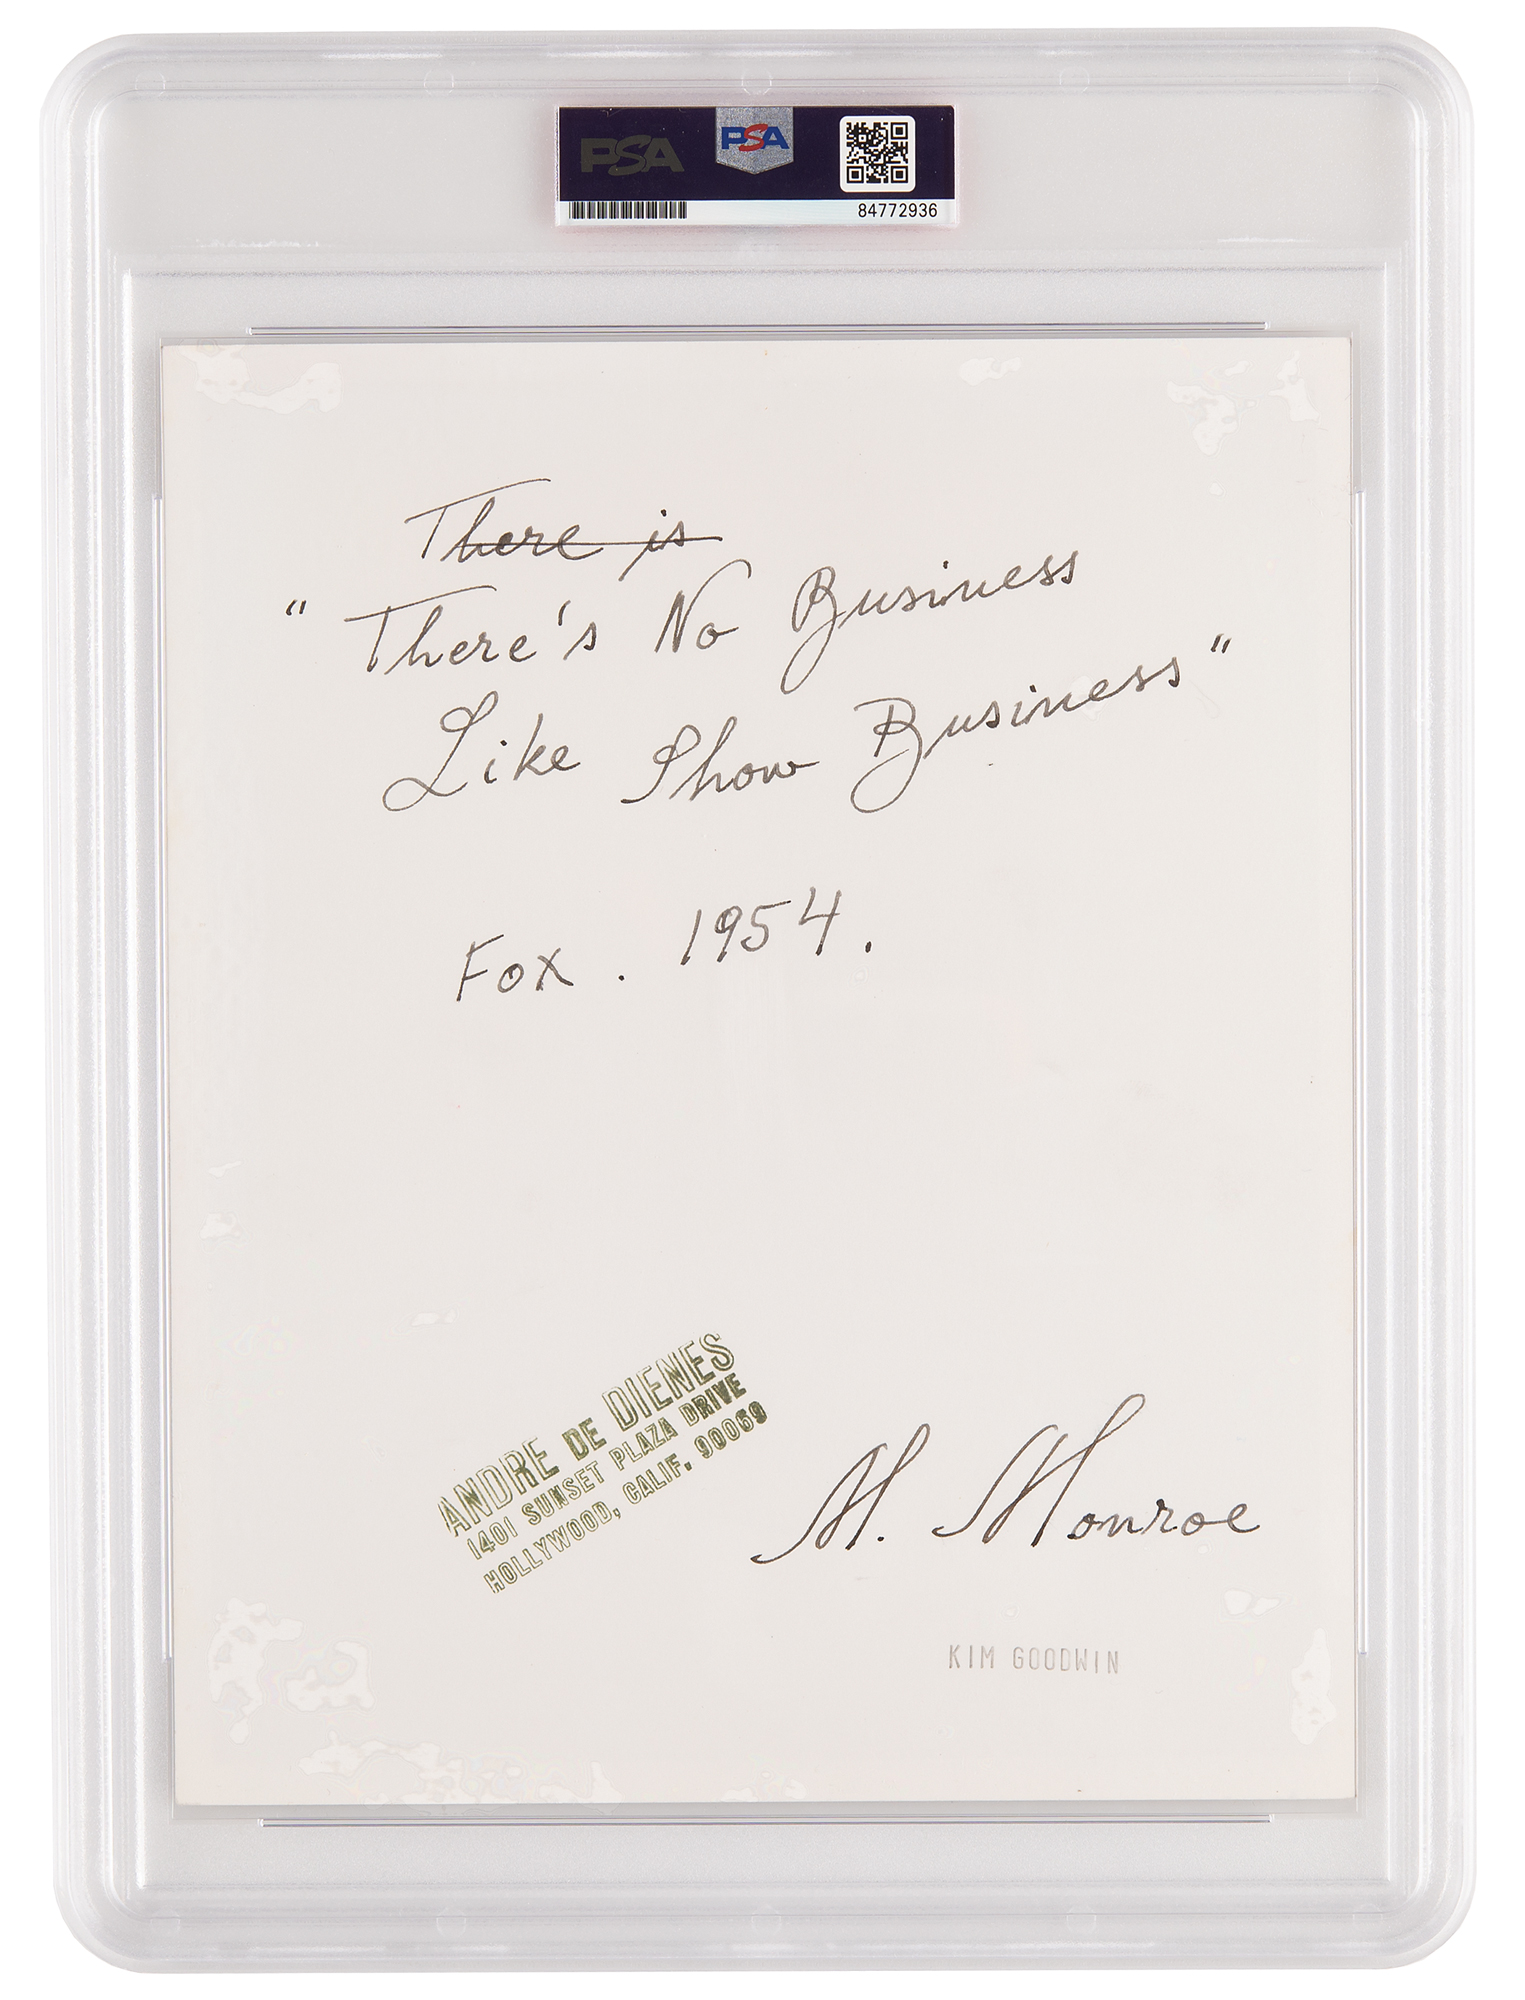 PSA PSA
84772936
There is
" There's No Business
Like Show Business "
Fox . 1954 .
ANDRE DE DIENES
1401 SUNSET PLAZA DRIVE
HOLLYWOOD, CALIF. 90069
M. Monroe
KIM GOODWIN